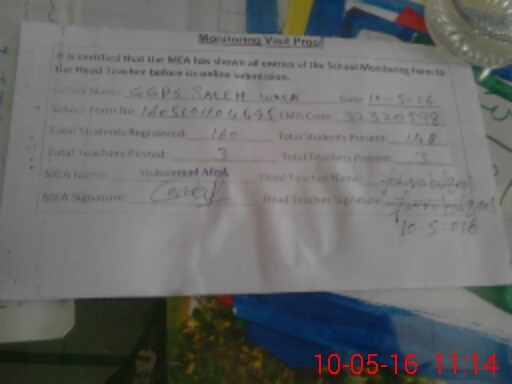 Monitoring Visit Proof
It is certified that the MEA has shown all entries of the School Monitoring Form to
the Head Teacher before its online submission.
School Name: GGPS SALEH Date 10-5-16
School Form No EMIS Code: 32320598
Total Students Registered: 160 Total Students Present: 148
Total Teachers Posted: 3 Total Teachers Present: 3
MEA Name: Muhammad Afzal Head Teacher Name:
MEA Signature: Head Teacher Signature:
10.5.016
10-05-16 11:14